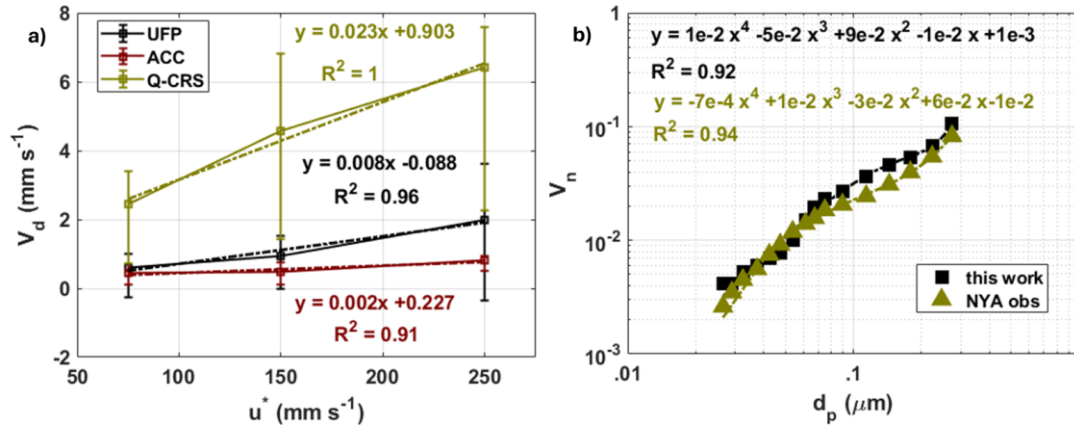 a)
UFP
ACC
Q-CRS
y = 0.023x +0.903
R² = 1
y = 0.008x -0.088
R² = 0.96
y = 0.002x +0.227
R² = 0.91
8
6
4
2
0
-2
50
100
150
200
250
V_d (mm s⁻¹)
u* (mm s⁻¹)
b)
y = 1e-2 x⁴ -5e-2 x³ +9e-2 x² -1e-2 x +1e-3
R² = 0.92
y = -7e-4 x⁴ +1e-2 x³ -3e-2 x²+6e-2 x-1e-2
R² = 0.94
this work
NYA obs
10⁰
10⁻¹
10⁻²
10⁻³
.01
.1
1
V_n
d_p (μm)